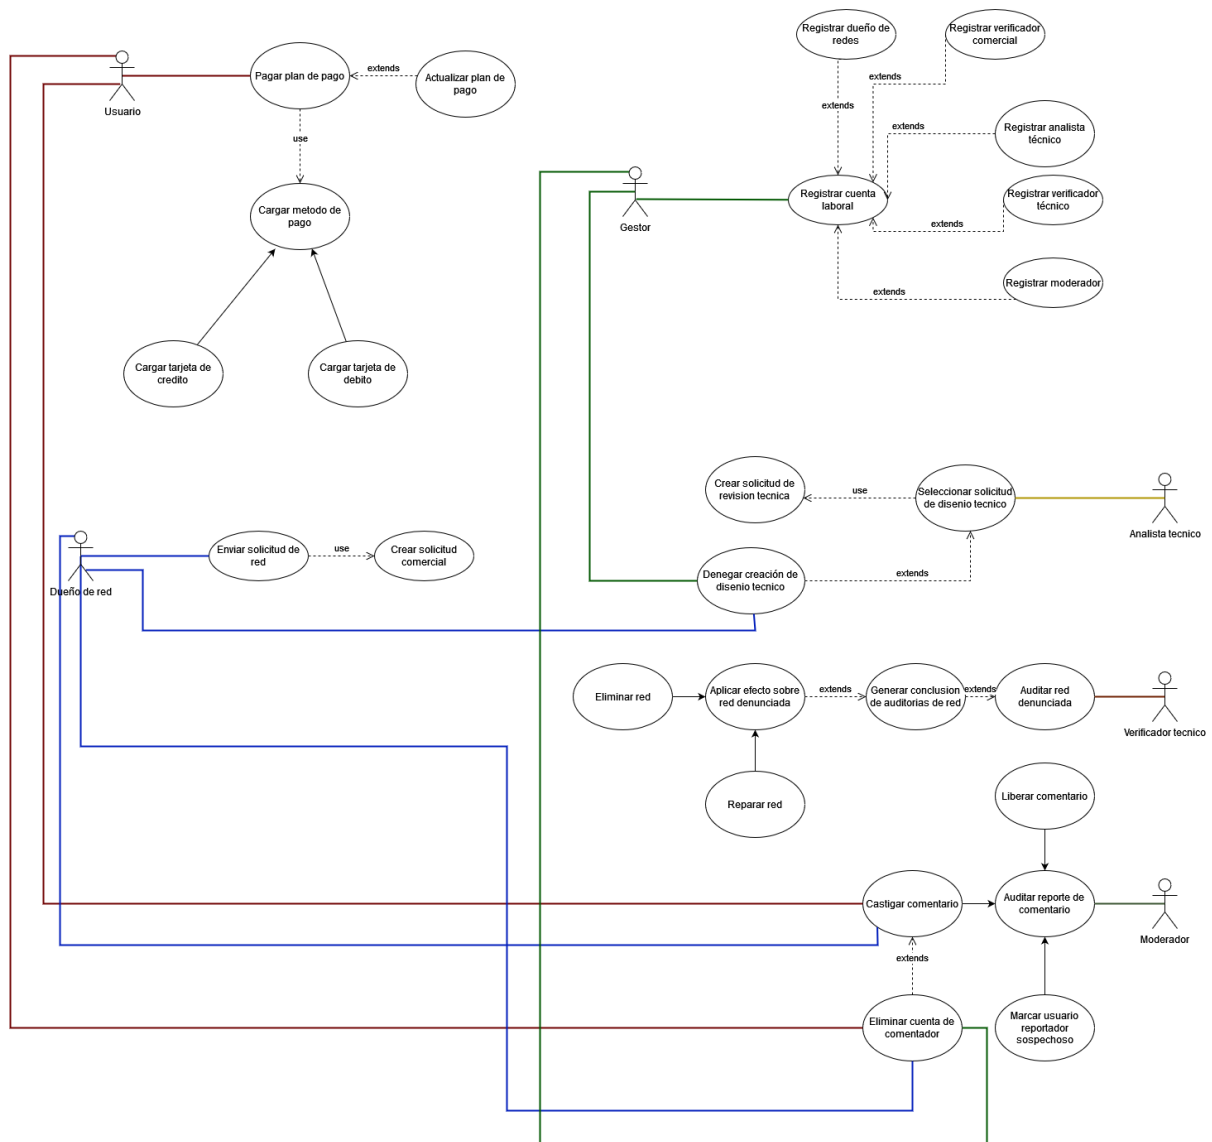 Registrar dueño de
redes
Registrar verificador
comercial
Usuario
Pagar plan de pago
extends
Actualizar plan de
pago
extends
extends
use
extends
Registrar analista
técnico
Cargar metodo de
pago
Gestor
Registrar cuenta
laboral
Registrar verificador
técnico
extends
extends
Registrar moderador
Cargar tarjeta de
credito
Cargar tarjeta de
debito
Crear solicitud de
revision tecnica
use
Seleccionar solicitud
de disenio tecnico
Analista tecnico
Dueño de red
Enviar solicitud de
red
use
Crear solicitud
comercial
Denegar creación de
disenio tecnico
extends
Eliminar red
Aplicar efecto sobre
red denunciada
extends
Generar conclusion
de auditorias de red
extends
Auditar red
denunciada
Verificador tecnico
Reparar red
Liberar comentario
Castigar comentario
Auditar reporte de
comentario
Moderador
extends
Eliminar cuenta de
comentador
Marcar usuario
reportador
sospechoso